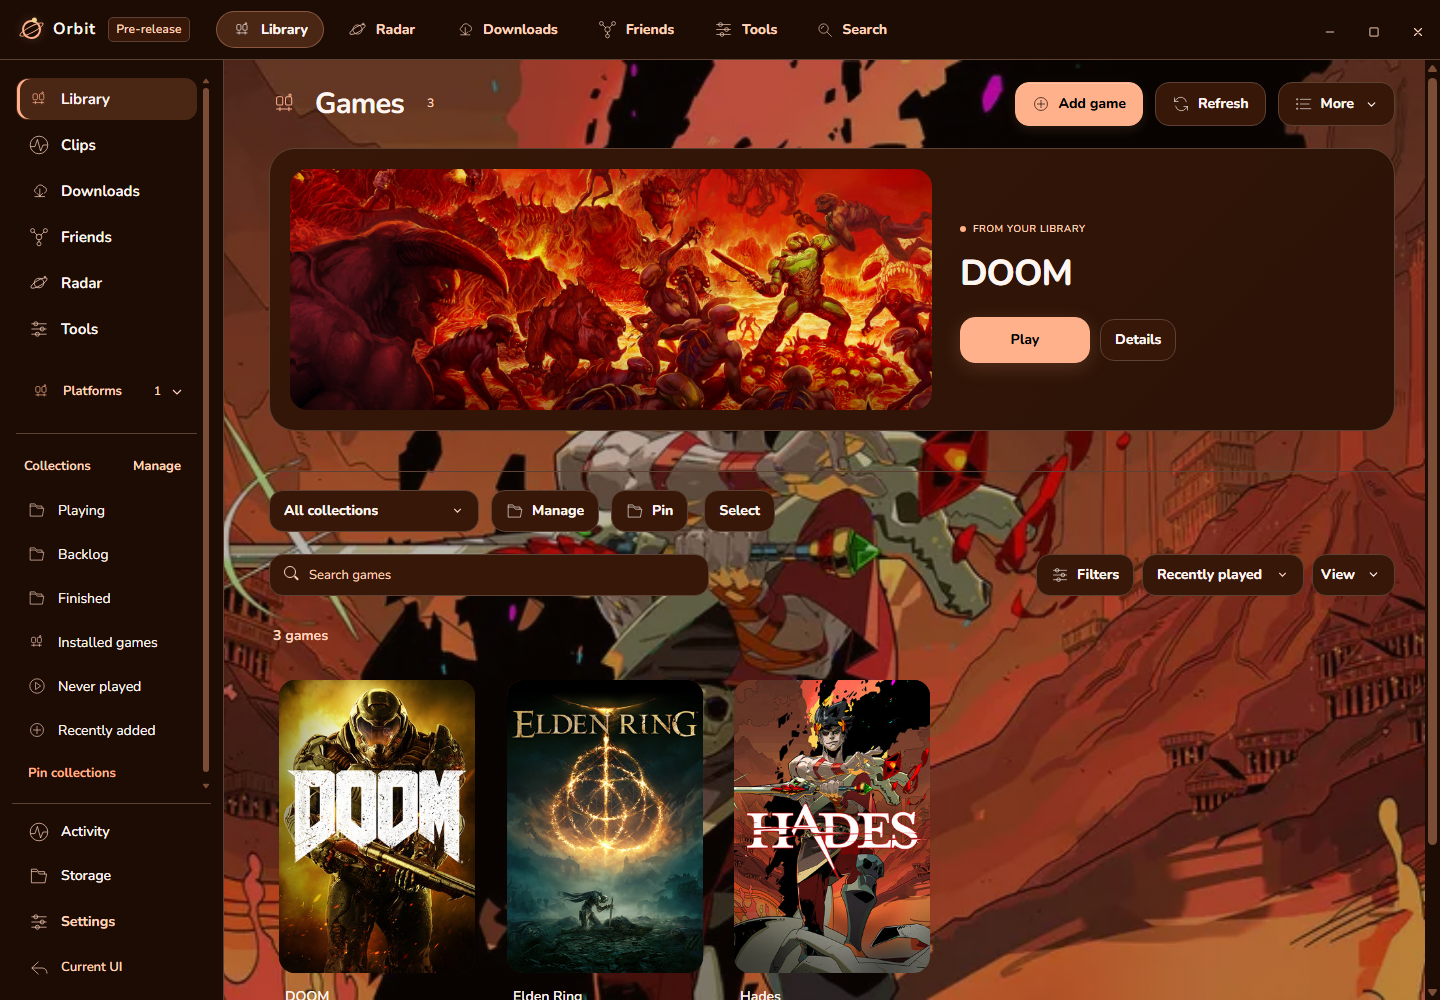 Orbit
Pre-release
Library
Radar
Downloads
Friends
Tools
Search
Library
Clips
Downloads
Friends
Radar
Tools
Platforms 1
Collections Manage
Playing
Backlog
Finished
Installed games
Never played
Recently added
Pin collections
Activity
Storage
Settings
Current UI
Games 3
Add game
Refresh
More
FROM YOUR LIBRARY
DOOM
Play
Details
All collections
Manage
Pin
Select
Search games
Filters
Recently played
View
3 games
DOOM
ELDEN RING
HADES
DOOM
Elden Ring
Hades